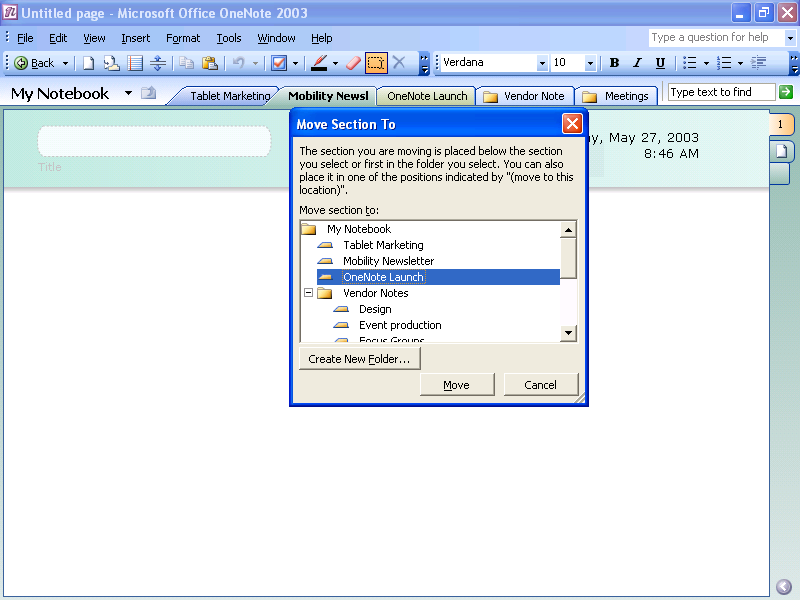 Untitled page - Microsoft Office OneNote 2003
File Edit View Insert Format Tools Window Help Type a question for help
Back Verdana 10 B I U
My Notebook Tablet Marketing Mobility Newsl OneNote Launch Vendor Note Meetings Type text to find
1
Title
ay, May 27, 2003
8:46 AM
Move Section To
The section you are moving is placed below the section
you select or first in the folder you select. You can also
place it in one of the positions indicated by "(move to this
location)".
Move section to:
My Notebook
Tablet Marketing
Mobility Newsletter
OneNote Launch
Vendor Notes
Design
Event production
Focus Groups
Create New Folder...
Move Cancel